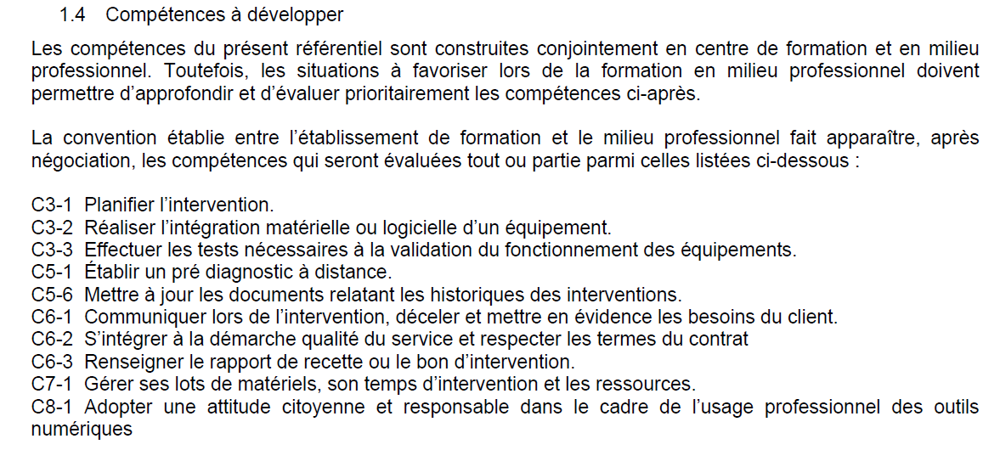 1.4 Compétences à développer
Les compétences du présent référentiel sont construites conjointement en centre de formation et en milieu
professionnel. Toutefois, les situations à favoriser lors de la formation en milieu professionnel doivent
permettre d'approfondir et d'évaluer prioritairement les compétences ci-après.
La convention établie entre l'établissement de formation et le milieu professionnel fait apparaître, après
négociation, les compétences qui seront évaluées tout ou partie parmi celles listées ci-dessous :
C3-1 Planifier l'intervention.
C3-2 Réaliser l'intégration matérielle ou logicielle d'un équipement.
C3-3 Effectuer les tests nécessaires à la validation du fonctionnement des équipements.
C5-1 Établir un pré diagnostic à distance.
C5-6 Mettre à jour les documents relatant les historiques des interventions.
C6-1 Communiquer lors de l'intervention, déceler et mettre en évidence les besoins du client.
C6-2 S'intégrer à la démarche qualité du service et respecter les termes du contrat
C6-3 Renseigner le rapport de recette ou le bon d'intervention.
C7-1 Gérer ses lots de matériels, son temps d'intervention et les ressources.
C8-1 Adopter une attitude citoyenne et responsable dans le cadre de l'usage professionnel des outils
numériques